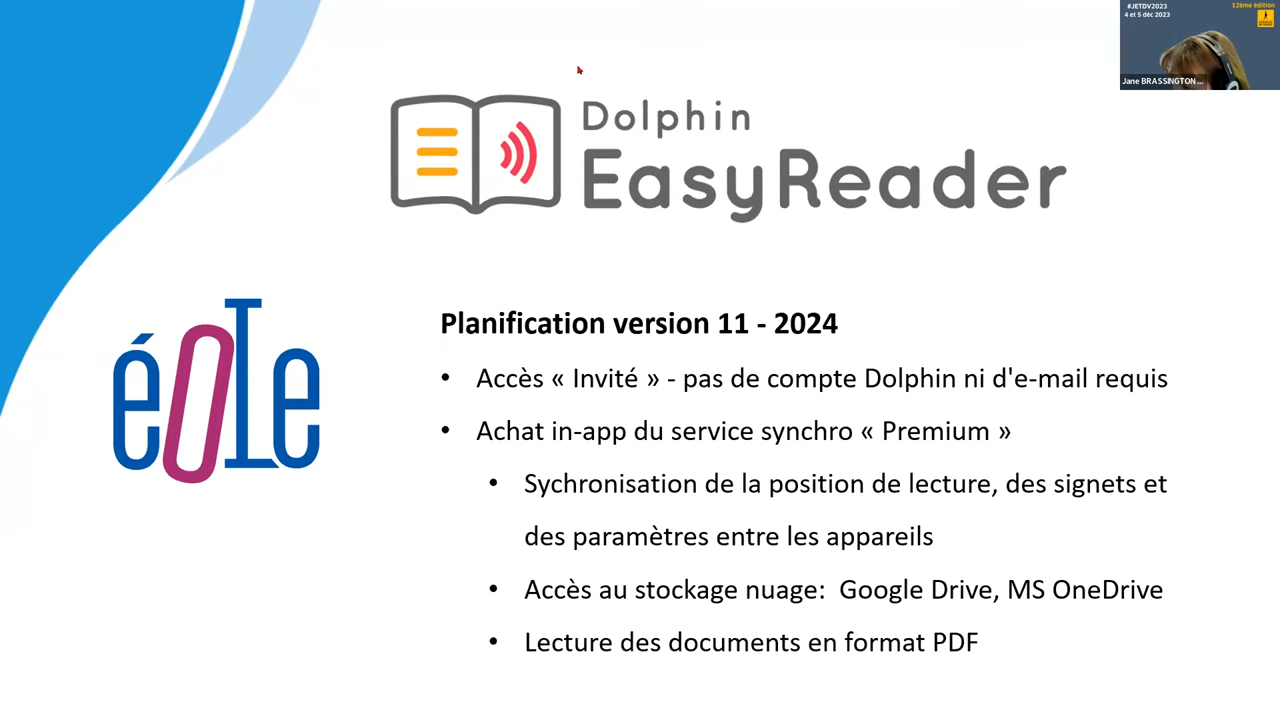 #JETDV2023
4 et 5 déc 2023
12ème édition
Jane BRASSINGTON ...
Dolphin
EasyReader
éole
Planification version 11 - 2024
• Accès « Invité » - pas de compte Dolphin ni d'e-mail requis
• Achat in-app du service synchro « Premium »
• Sychronisation de la position de lecture, des signets et
des paramètres entre les appareils
• Accès au stockage nuage:  Google Drive, MS OneDrive
• Lecture des documents en format PDF